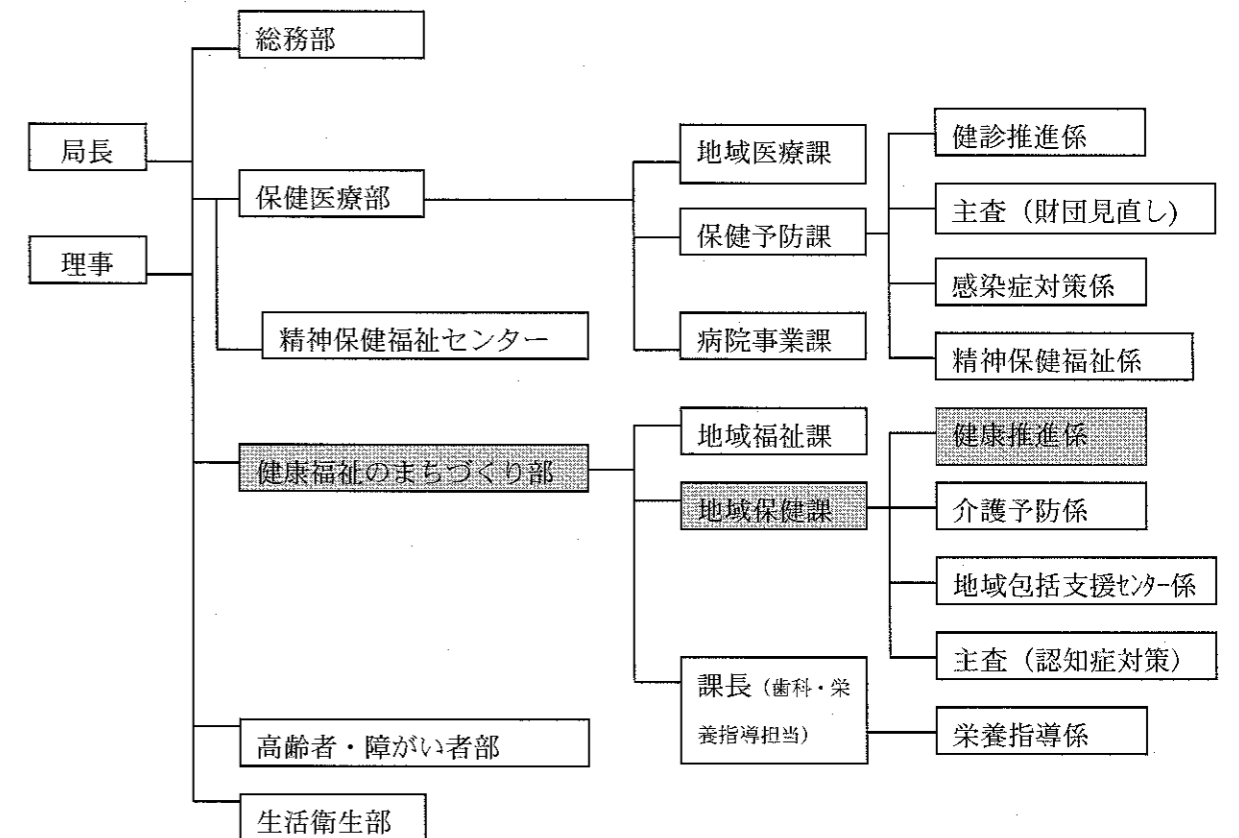 総務部
局長
理事
保健医療部
精神保健福祉センター
地域医療課
保健予防課
病院事業課
健診推進係
主査（財団見直し）
感染症対策係
精神保健福祉係
健康福祉のまちづくり部
地域福祉課
地域保健課
課長（歯科・栄
養指導担当）
健康推進係
介護予防係
地域包括支援ｾﾝﾀｰ係
主査（認知症対策）
栄養指導係
高齢者・障がい者部
生活衛生部